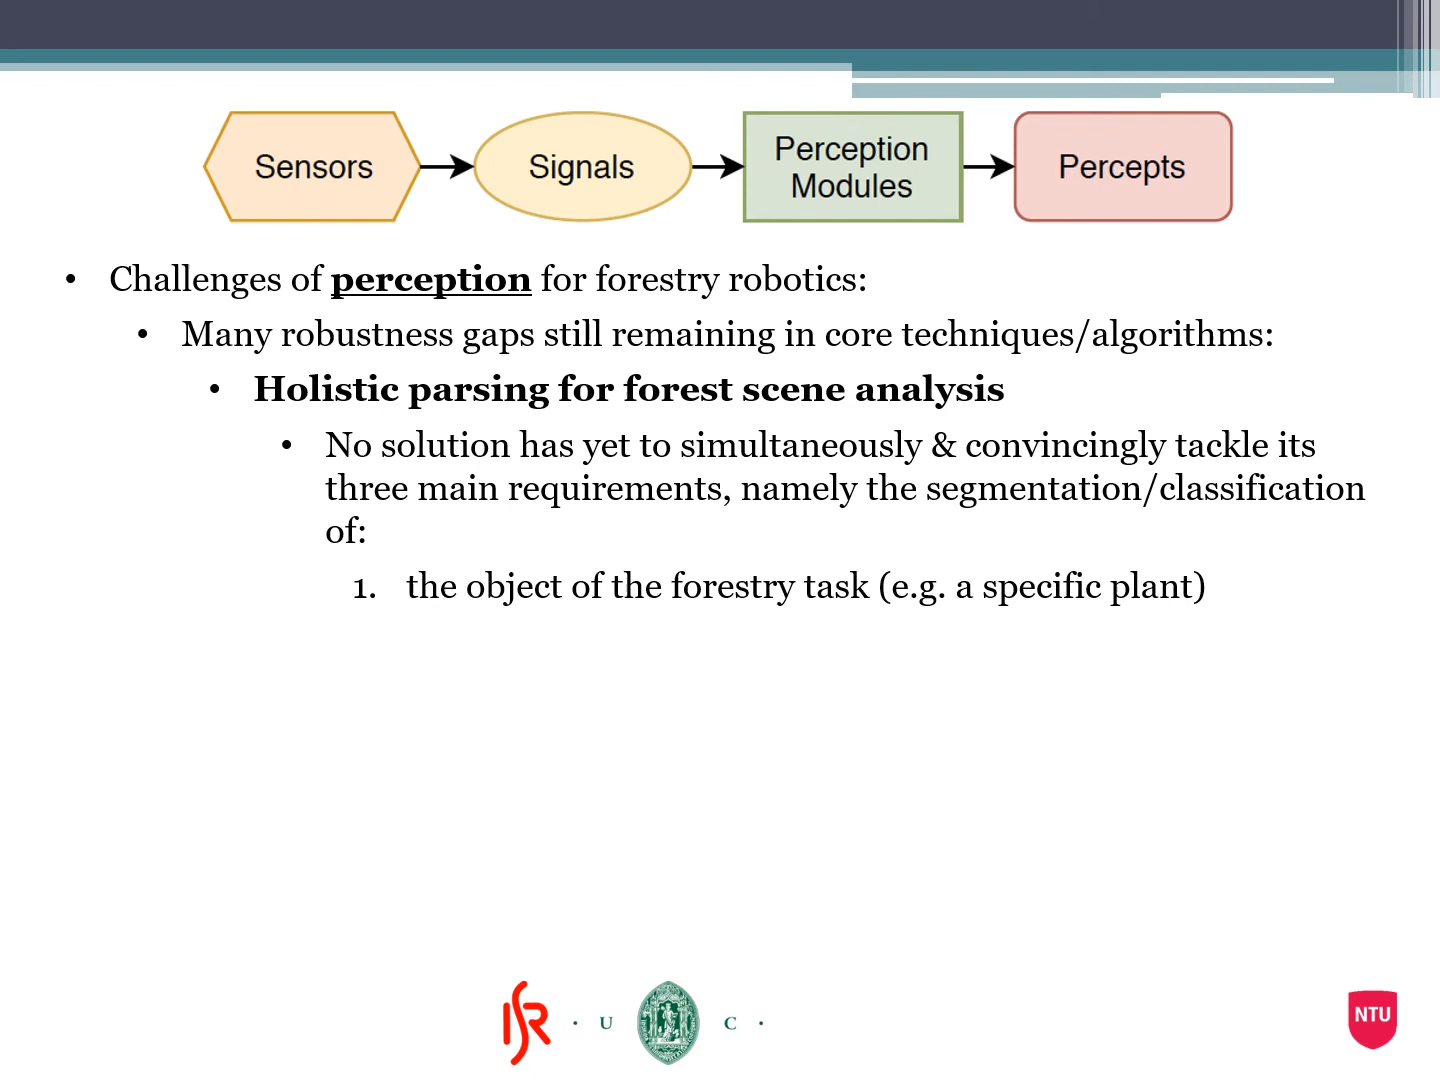 Sensors
Signals
Perception
Modules
Percepts
• Challenges of perception for forestry robotics:
• Many robustness gaps still remaining in core techniques/algorithms:
• Holistic parsing for forest scene analysis
• No solution has yet to simultaneously & convincingly tackle its
three main requirements, namely the segmentation/classification
of:
1. the object of the forestry task (e.g. a specific plant)
ISR
· U C ·
NTU